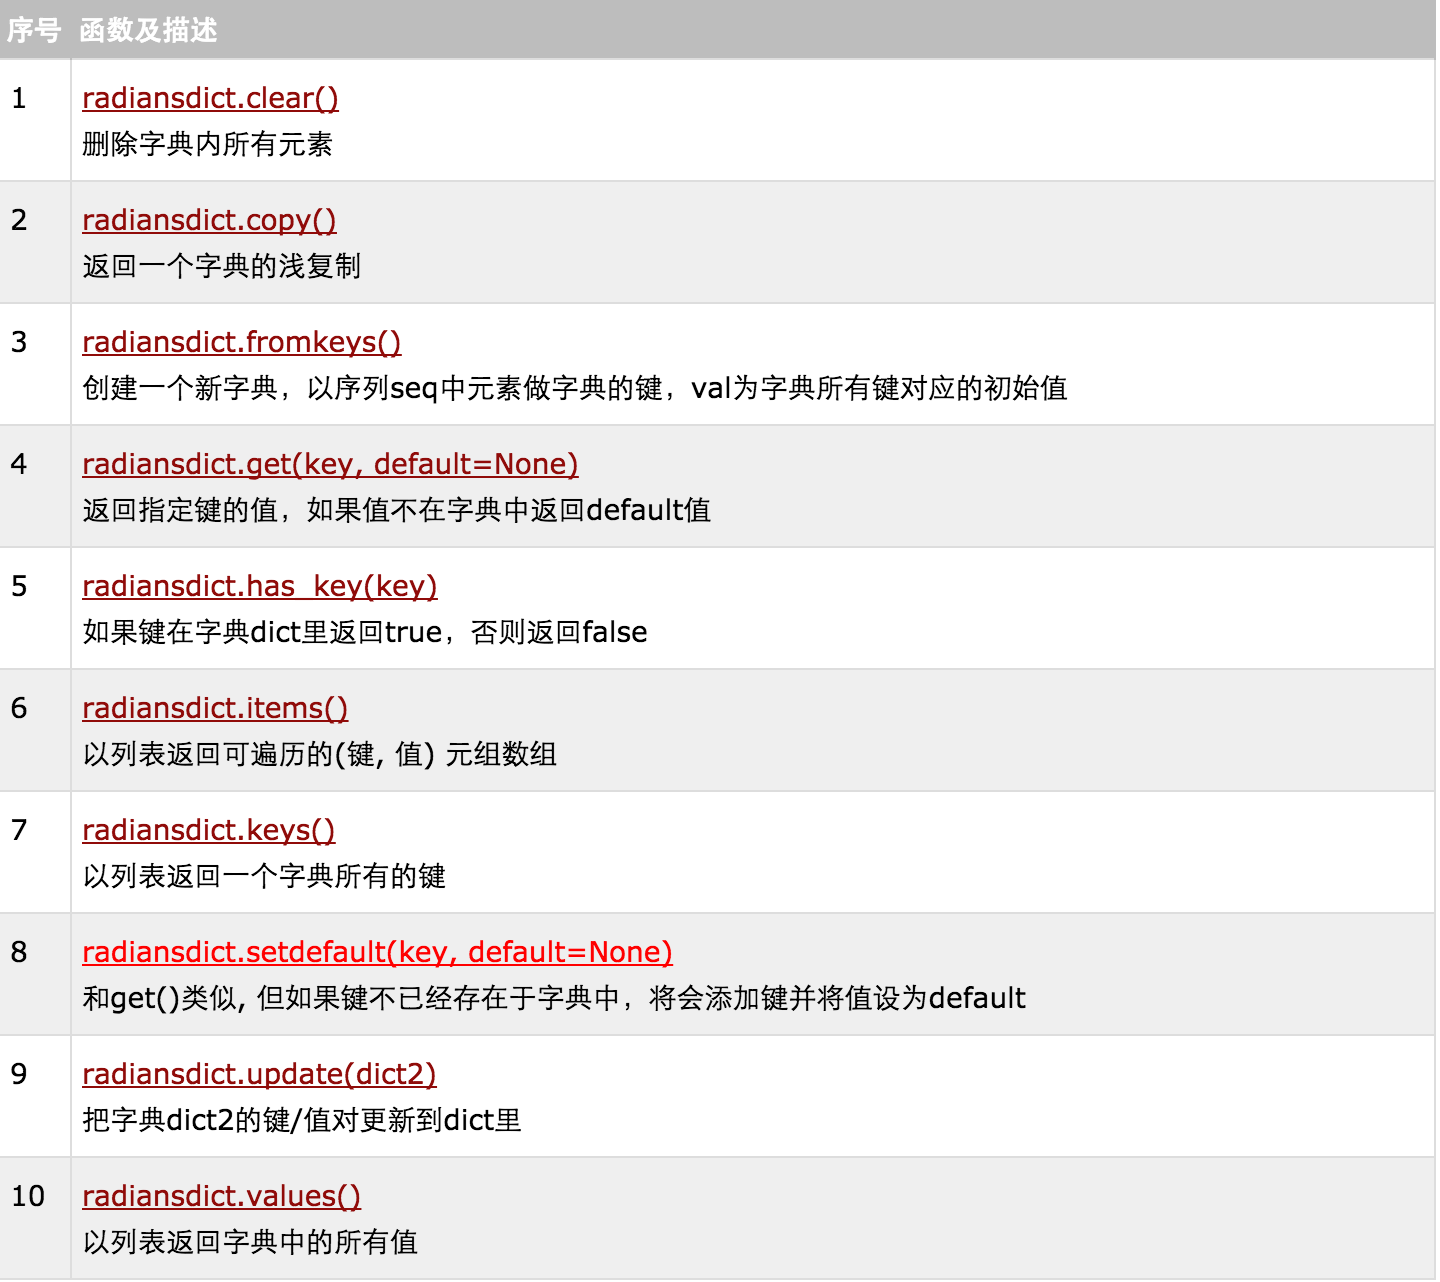 序号 函数及描述
1 radiansdict.clear()
删除字典内所有元素
2 radiansdict.copy()
返回一个字典的浅复制
3 radiansdict.fromkeys()
创建一个新字典，以序列seq中元素做字典的键，val为字典所有键对应的初始值
4 radiansdict.get(key, default=None)
返回指定键的值，如果值不在字典中返回default值
5 radiansdict.has_key(key)
如果键在字典dict里返回true，否则返回false
6 radiansdict.items()
以列表返回可遍历的(键, 值) 元组数组
7 radiansdict.keys()
以列表返回一个字典所有的键
8 radiansdict.setdefault(key, default=None)
和get()类似, 但如果键不已经存在于字典中，将会添加键并将值设为default
9 radiansdict.update(dict2)
把字典dict2的键/值对更新到dict里
10 radiansdict.values()
以列表返回字典中的所有值